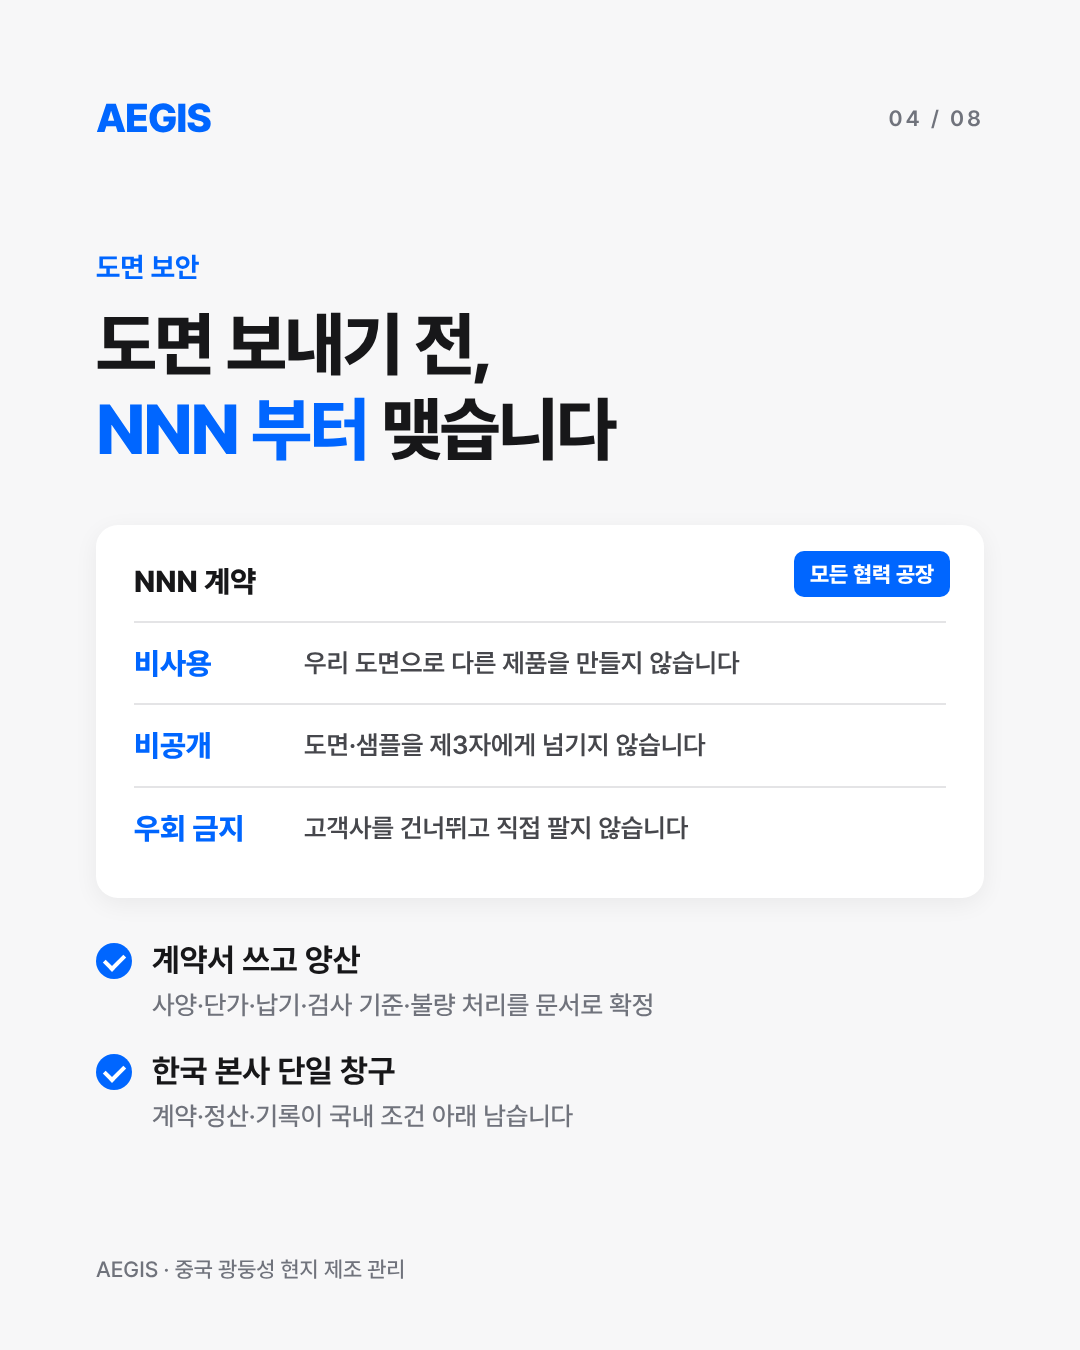 AEGIS
04 / 08
도면 보안
도면 보내기 전,
NNN 부터 맺습니다
NNN 계약
모든 협력 공장
비사용
우리 도면으로 다른 제품을 만들지 않습니다
비공개
도면·샘플을 제3자에게 넘기지 않습니다
우회 금지
고객사를 건너뛰고 직접 팔지 않습니다
계약서 쓰고 양산
사양·단가·납기·검사 기준·불량 처리를 문서로 확정
한국 본사 단일 창구
계약·정산·기록이 국내 조건 아래 남습니다
AEGIS · 중국 광둥성 현지 제조 관리